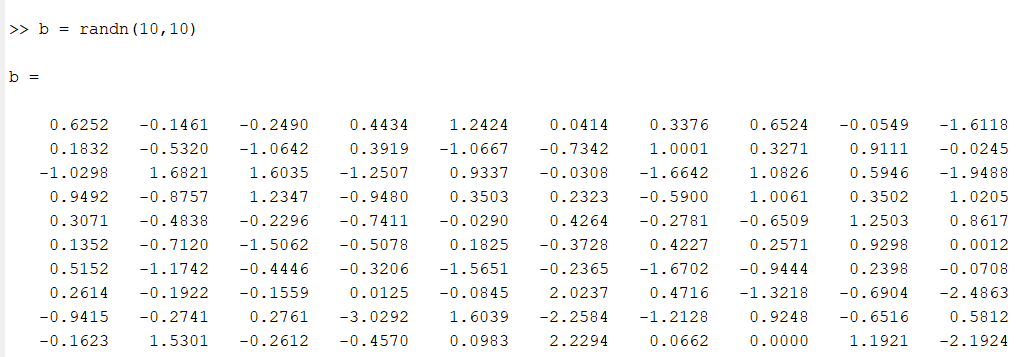 >> b = randn(10,10)
b =
0.6252 -0.1461 -0.2490 0.4434 1.2424 0.0414 0.3376 0.6524 -0.0549 -1.6118
0.1832 -0.5320 -1.0642 0.3919 -1.0667 -0.7342 1.0001 0.3271 0.9111 -0.0245
-1.0298 1.6821 1.6035 -1.2507 0.9337 -0.0308 -1.6642 1.0826 0.5946 -1.9488
0.9492 -0.8757 1.2347 -0.9480 0.3503 0.2323 -0.5900 1.0061 0.3502 1.0205
0.3071 -0.4838 -0.2296 -0.7411 -0.0290 0.4264 -0.2781 -0.6509 1.2503 0.8617
0.1352 -0.7120 -1.5062 -0.5078 0.1825 -0.3728 0.4227 0.2571 0.9298 0.0012
0.5152 -1.1742 -0.4446 -0.3206 -1.5651 -0.2365 -1.6702 -0.9444 0.2398 -0.0708
0.2614 -0.1922 -0.1559 0.0125 -0.0845 2.0237 0.4716 -1.3218 -0.6904 -2.4863
-0.9415 -0.2741 0.2761 -3.0292 1.6039 -2.2584 -1.2128 0.9248 -0.6516 0.5812
-0.1623 1.5301 -0.2612 -0.4570 0.0983 2.2294 0.0662 0.0000 1.1921 -2.1924